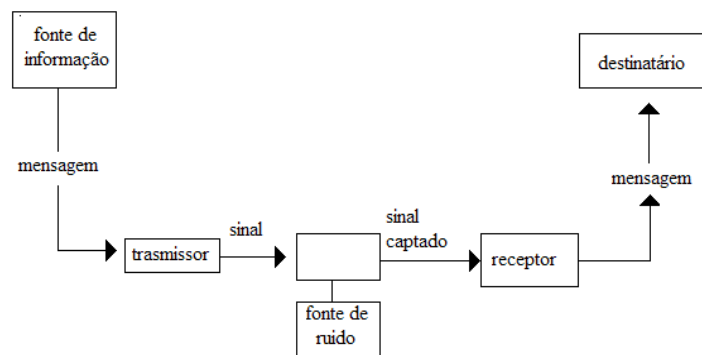 fonte de
informação
destinatário
mensagem
mensagem
sinal
sinal
captado
trasmissor
receptor
fonte de
ruido